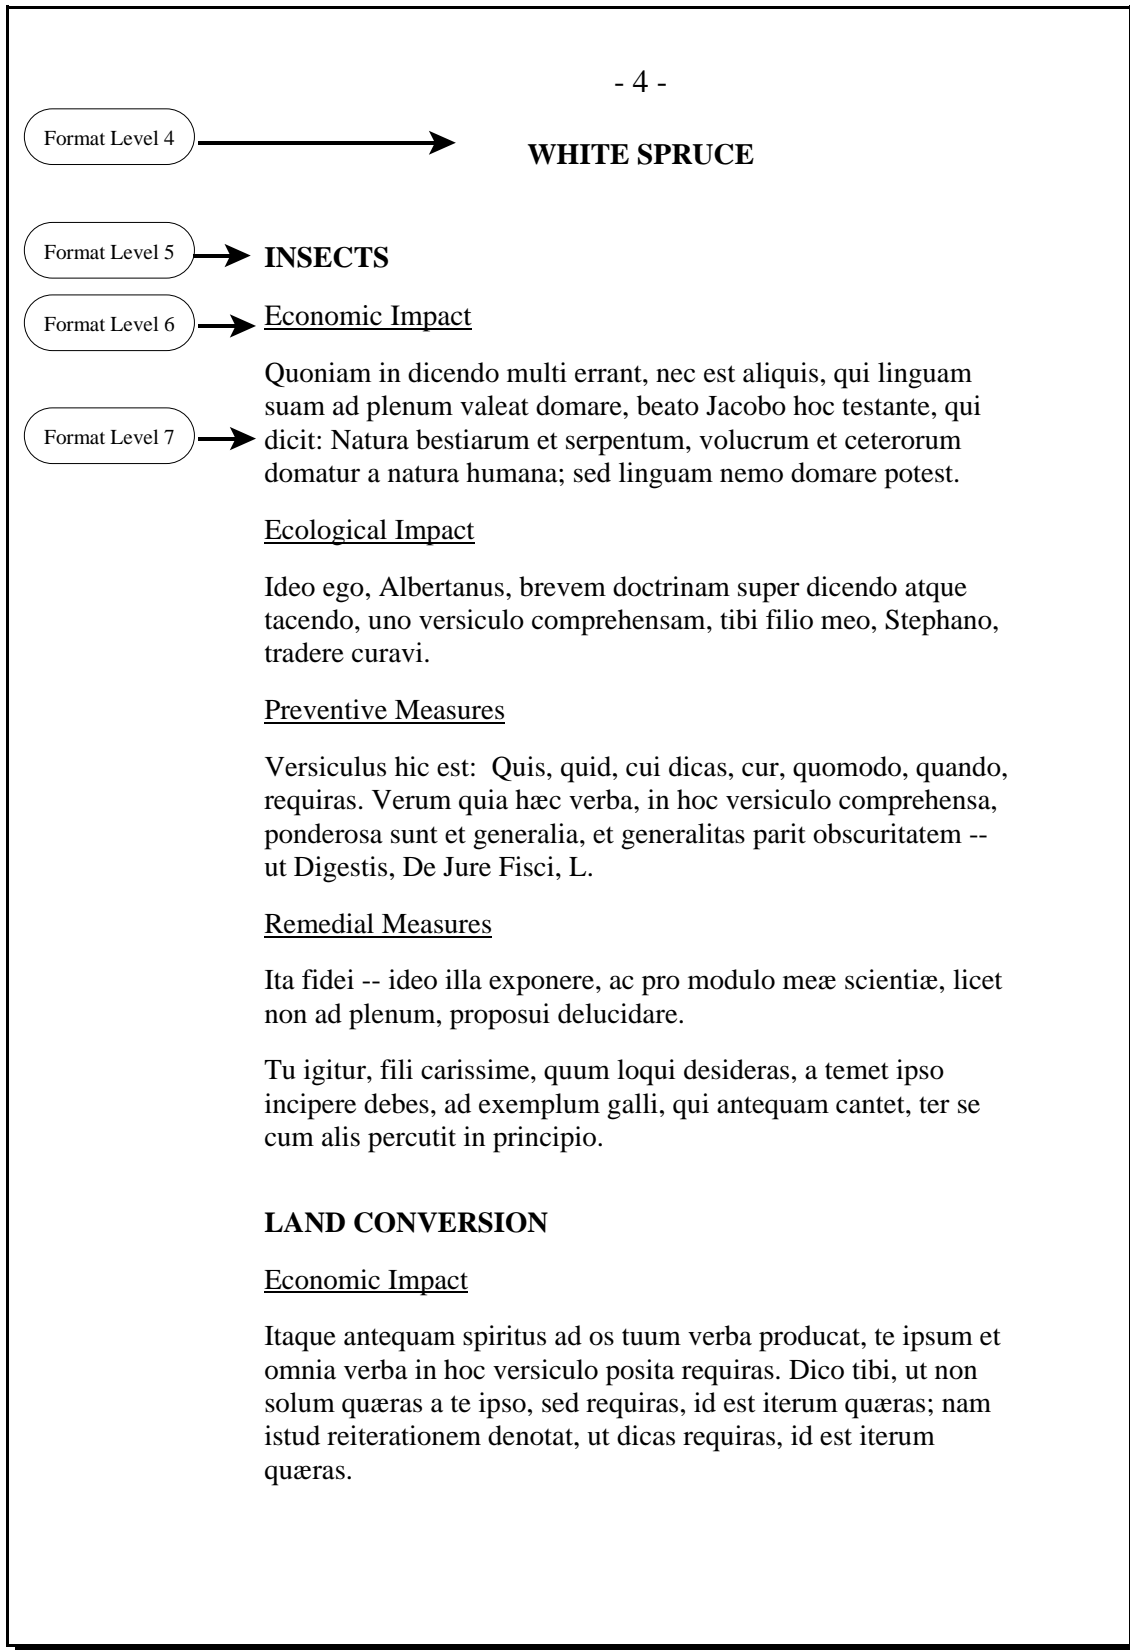 - 4 -
Format Level 4
WHITE SPRUCE
Format Level 5
INSECTS
Format Level 6
Economic Impact
Quoniam in dicendo multi errant, nec est aliquis, qui linguam
suam ad plenum valeat domare, beato Jacobo hoc testante, qui
Format Level 7
dicit: Natura bestiarum et serpentum, volucrum et ceterorum
domatur a natura humana; sed linguam nemo domare potest.
Ecological Impact
Ideo ego, Albertanus, brevem doctrinam super dicendo atque
tacendo, uno versiculo comprehensam, tibi filio meo, Stephano,
tradere curavi.
Preventive Measures
Versiculus hic est:  Quis, quid, cui dicas, cur, quomodo, quando,
requiras. Verum quia hæc verba, in hoc versiculo comprehensa,
ponderosa sunt et generalia, et generalitas parit obscuritatem --
ut Digestis, De Jure Fisci, L.
Remedial Measures
Ita fidei -- ideo illa exponere, ac pro modulo meæ scientiæ, licet
non ad plenum, proposui delucidare.
Tu igitur, fili carissime, quum loqui desideras, a temet ipso
incipere debes, ad exemplum galli, qui antequam cantet, ter se
cum alis percutit in principio.
LAND CONVERSION
Economic Impact
Itaque antequam spiritus ad os tuum verba producat, te ipsum et
omnia verba in hoc versiculo posita requiras. Dico tibi, ut non
solum quæras a te ipso, sed requiras, id est iterum quæras; nam
istud reiterationem denotat, ut dicas requiras, id est iterum
quæras.